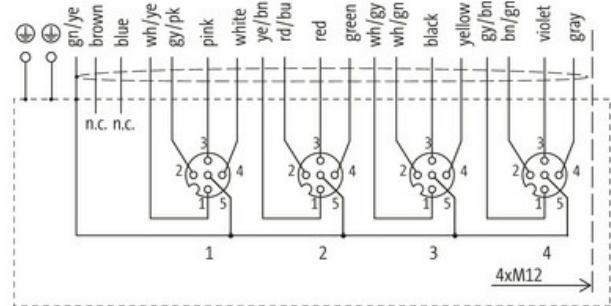 gn/ye
brown
blue
wh/ye
gy/pk
pink
white
ye/bn
rd/bu
red
green
wh/gy
wh/gn
black
yellow
gy/bn
bn/gn
violet
gray
n.c. n.c.
3 3 3 3
2 4 2 4 2 4 2 4
1 5 1 5 1 5 1 5
1 2 3 4
4xM12